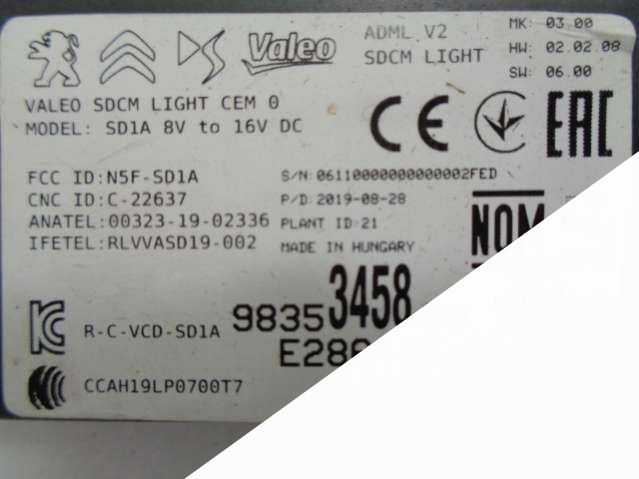 Valeo
ADML V2
SDCM LIGHT
MK: 03.00
HW: 02.02.08
SW: 06.00
VALEO SDCM LIGHT CEM 0
MODEL: SD1A 8V to 16V DC
CE
EAC
FCC ID:N5F-SD1A
CNC ID:C-22637
ANATEL:00323-19-02336
IFETEL:RLVVASD19-002
S/N:06110000000000002FED
P/D:2019-08-28
PLANT ID:21
MADE IN HUNGARY
NOM
R-C-VCD-SD1A
98353458
CCAH19LP0700T7